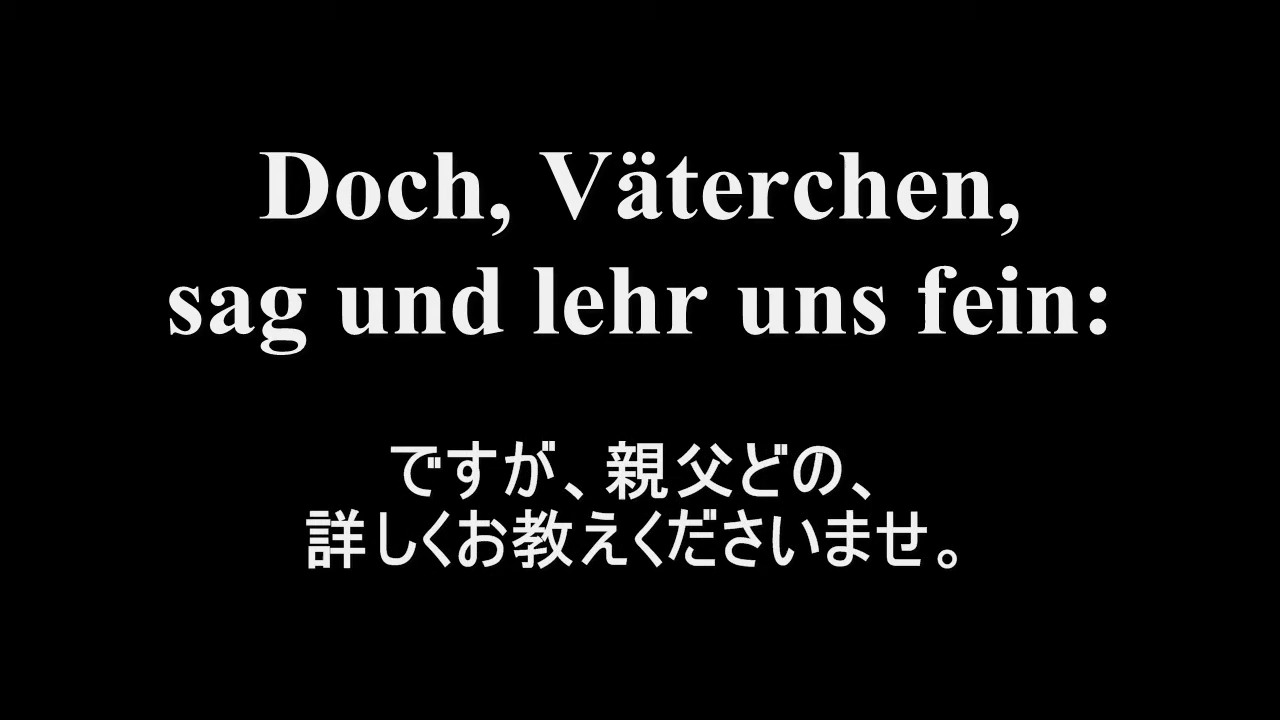 Doch, Väterchen,
sag und lehr uns fein:
ですが、親父どの、
詳しくお教えくださいませ。